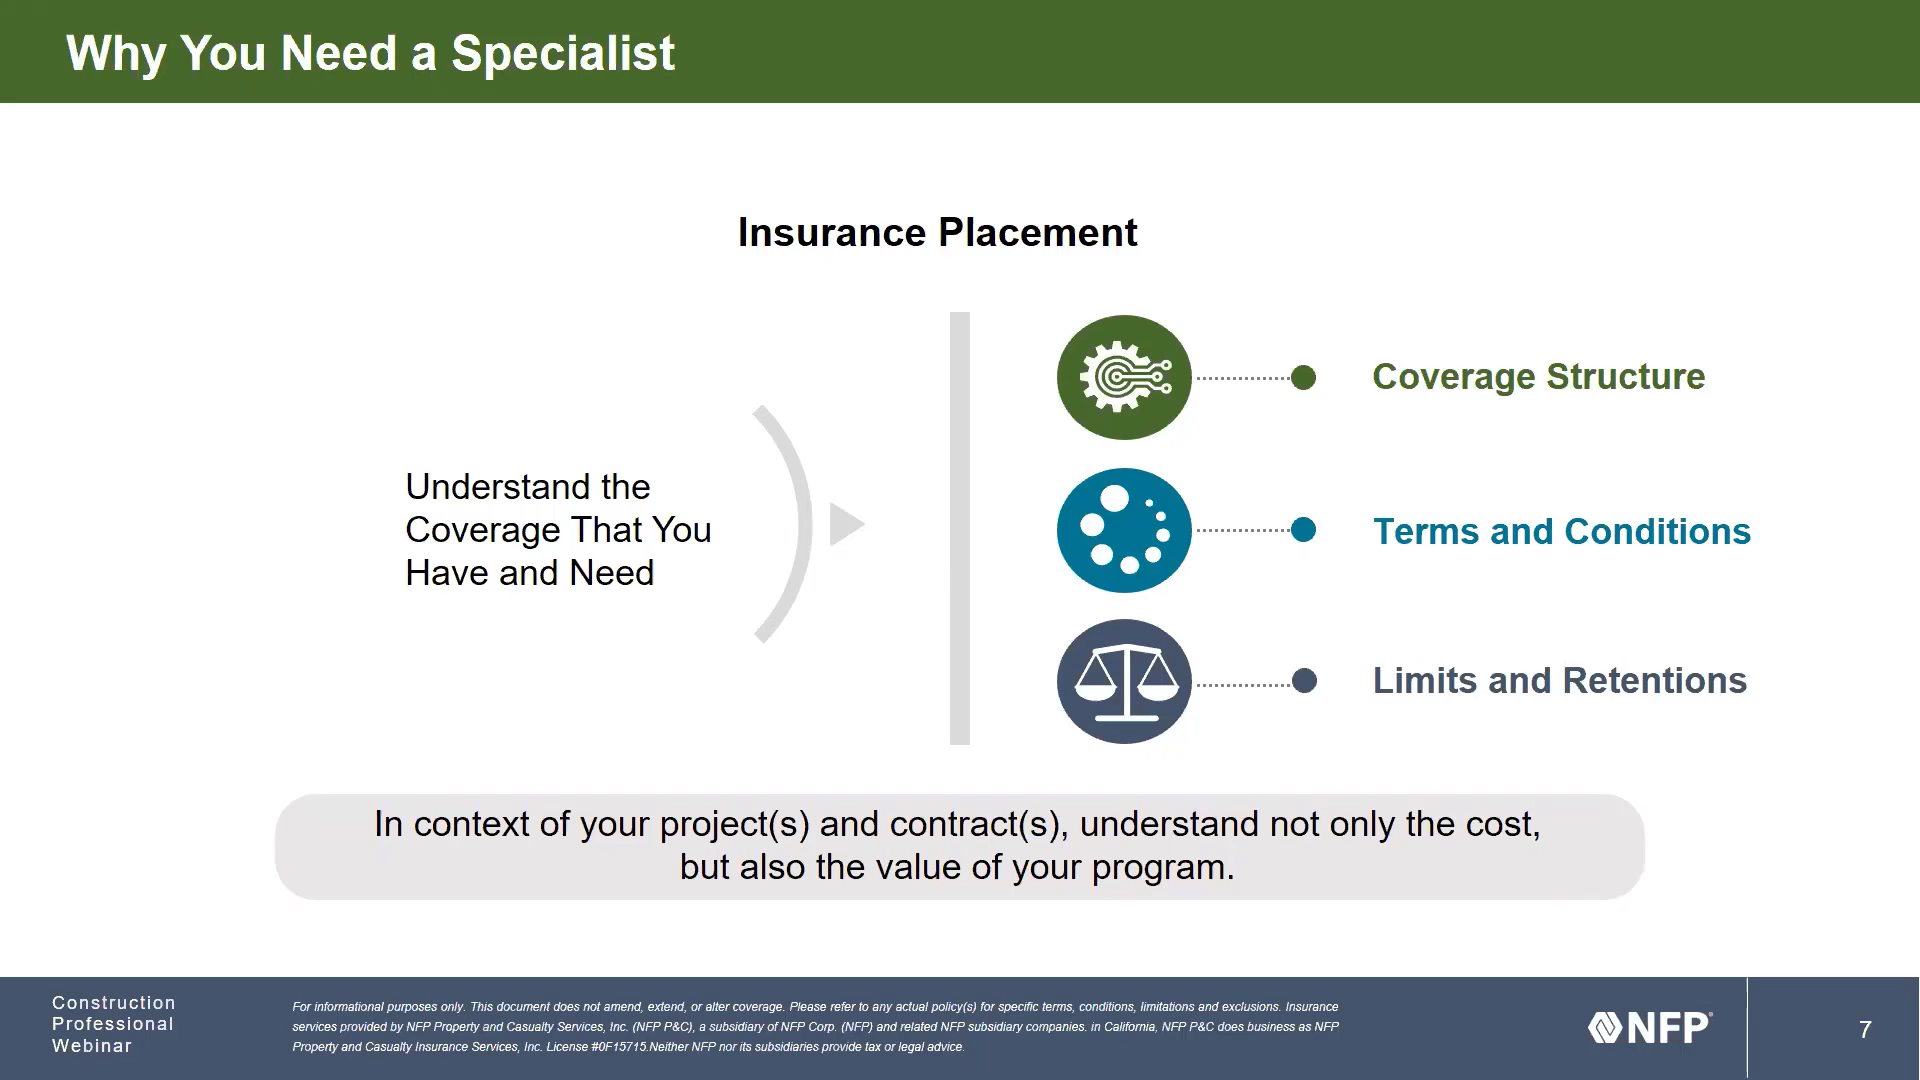 Why You Need a Specialist
Insurance Placement
Understand the
Coverage That You
Have and Need
Coverage Structure
Terms and Conditions
Limits and Retentions
In context of your project(s) and contract(s), understand not only the cost,
but also the value of your program.
Construction
Professional
Webinar
For informational purposes only. This document does not amend, extend, or alter coverage. Please refer to any actual policy(s) for specific terms, conditions, limitations and exclusions. Insurance
services provided by NFP Property and Casualty Services, Inc. (NFP P&C), a subsidiary of NFP Corp. (NFP) and related NFP subsidiary companies. in California, NFP P&C does business as NFP
Property and Casualty Insurance Services, Inc. License #0F15715.Neither NFP nor its subsidiaries provide tax or legal advice.
NFP®
7